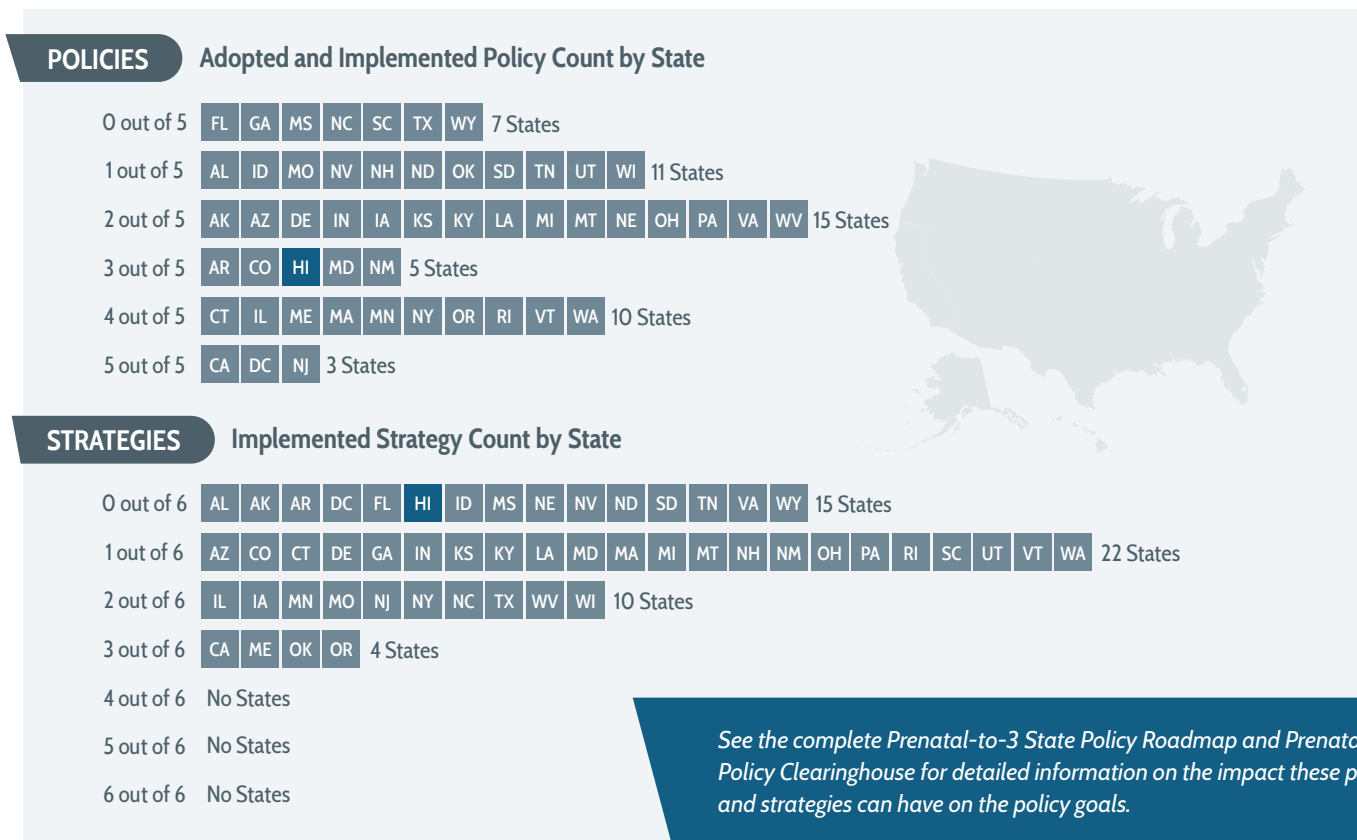 POLICIES Adopted and Implemented Policy Count by State
0 out of 5 FL GA MS NC SC TX WY 7 States
1 out of 5 AL ID MO NV NH ND OK SD TN UT WI 11 States
2 out of 5 AK AZ DE IN IA KS KY LA MI MT NE OH PA VA WV 15 States
3 out of 5 AR CO HI MD NM 5 States
4 out of 5 CT IL ME MA MN NY OR RI VT WA 10 States
5 out of 5 CA DC NJ 3 States
STRATEGIES Implemented Strategy Count by State
0 out of 6 AL AK AR DC FL HI ID MS NE NV ND SD TN VA WY 15 States
1 out of 6 AZ CO CT DE GA IN KS KY LA MD MA MI MT NH NM OH PA RI SC UT VT WA 22 States
2 out of 6 IL IA MN MO NJ NY NC TX WV WI 10 States
3 out of 6 CA ME OK OR 4 States
4 out of 6 No States
5 out of 6 No States
6 out of 6 No States
See the complete Prenatal-to-3 State Policy Roadmap and
Policy Clearinghouse for detailed information on the impact these
and strategies can have on the policy goals.